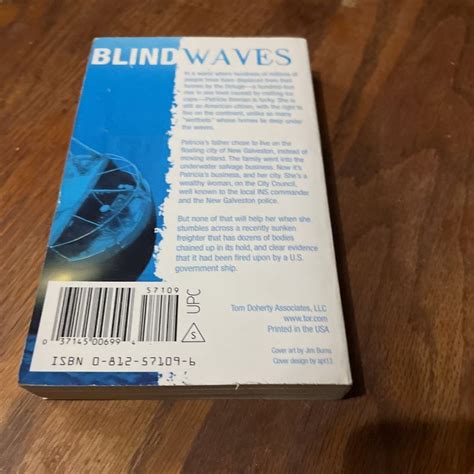 BLIND WAVES
In a world where hundreds of millions of
people have been displaced from their
homes by the Deluge—a hundred-foot
rise in sea level caused by melting ice
caps—Patricia Beenan is lucky. She is
still an American citizen, with the right to
live on the continent, unlike so many
"wetfoots" whose homes lie deep under
the waves.
Patricia's father chose to live on the
floating city of New Galveston, instead of
moving inland. The family went into the
underwater salvage business. Now it's
Patricia's business, and her city. She's a
wealthy woman, on the City Council,
well known to the local INS commander
and the New Galveston police.
But none of that will help her when she
stumbles across a recently sunken
freighter that has dozens of bodies
chained up in its hold, and clear evidence
that it had been fired upon by a U.S.
government ship.
57109
UPC
S
0 37145 00699 4
ISBN 0-812-57109-6
Tom Doherty Associates, LLC
www.tor.com
Printed in the USA
Cover art by Jim Burns
Cover design by apt13